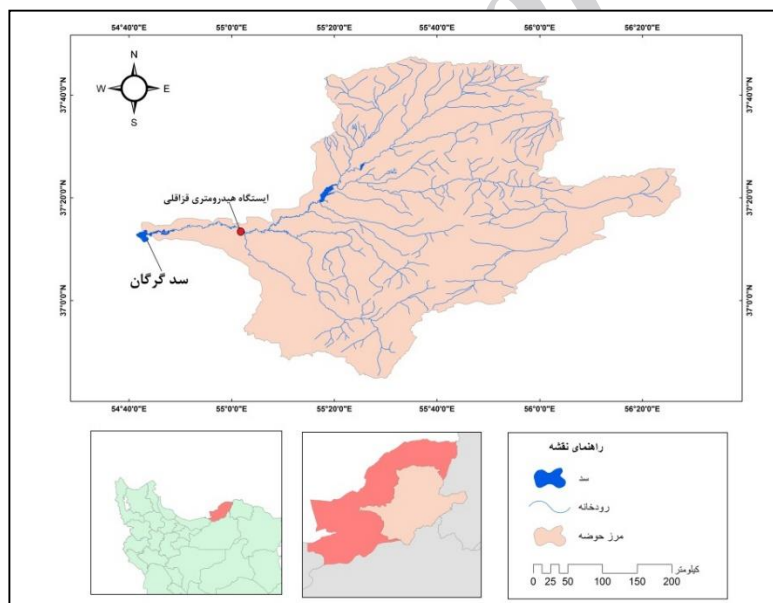 54°40'0"E 55°0'0"E 55°20'0"E 55°40'0"E 56°0'0"E 56°20'0"E
N
W E
S
37°40'0"N 37°40'0"N
37°20'0"N 37°20'0"N
ایستگاه هیدرومتری قزاقلی
سد گرگان
37°0'0"N 37°0'0"N
54°40'0"E 55°0'0"E 55°20'0"E 55°40'0"E 56°0'0"E 56°20'0"E
راهنمای نقشه
سد
رودخانه
مرز حوضه
کیلومتر
0 25 50 100 150 200